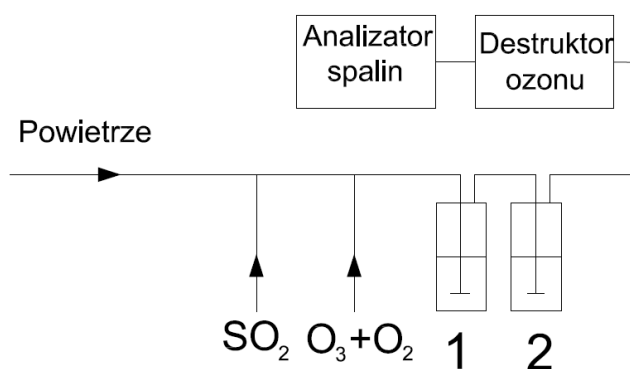 Analizator
spalin
Destruktor
ozonu
Powietrze
SO₂
O₃+O₂
1
2